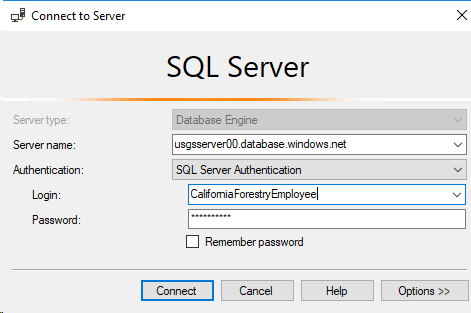 Connect to Server
SQL Server
Server type: Database Engine
Server name: usgsserver00.database.windows.net
Authentication: SQL Server Authentication
Login: CaliforniaForestryEmployee
Password: **********
Remember password
Connect Cancel Help Options >>